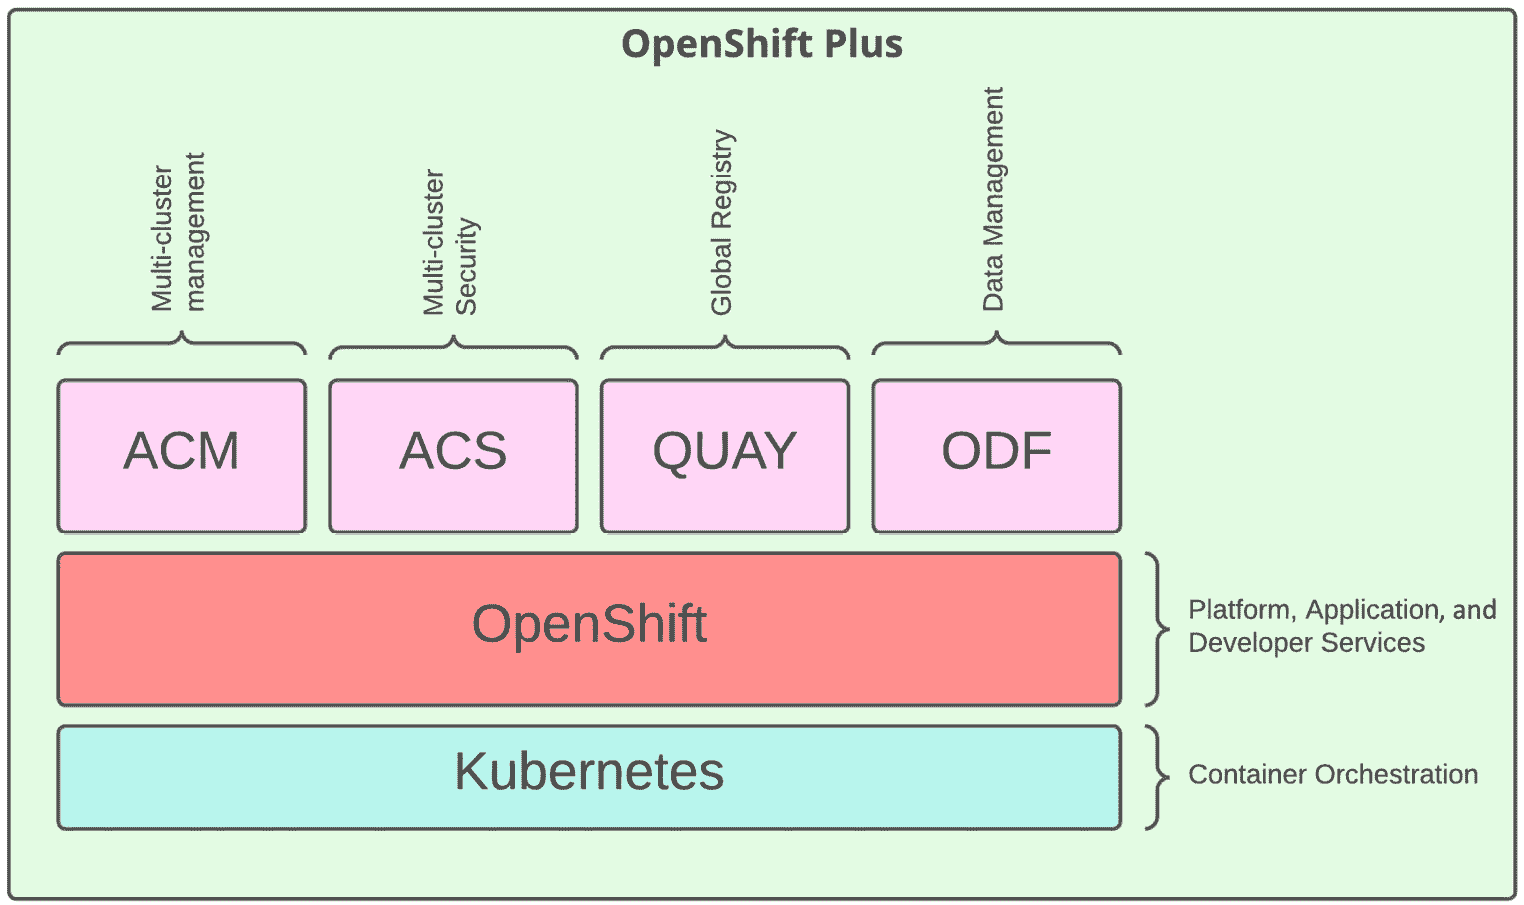 OpenShift Plus
Multi-cluster
management
Multi-cluster
Security
Global Registry
Data Management
ACM
ACS
QUAY
ODF
OpenShift
Platform, Application, and
Developer Services
Kubernetes
Container Orchestration